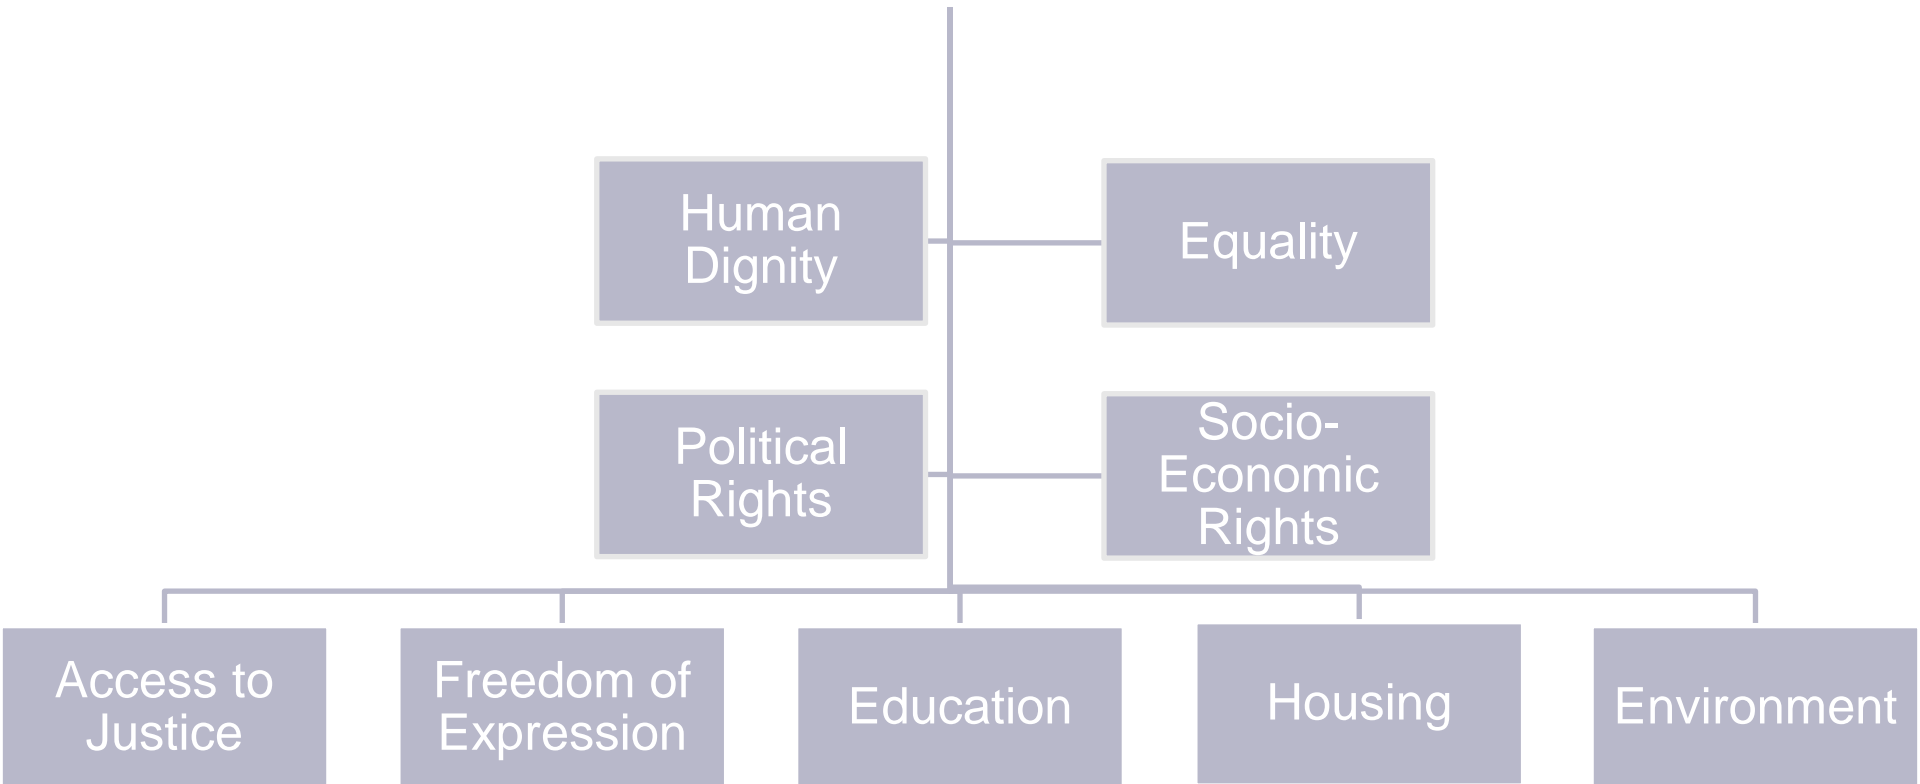 Human
Dignity
Equality
Political
Rights
Socio-
Economic
Rights
Access to
Justice
Freedom of
Expression
Education
Housing
Environment